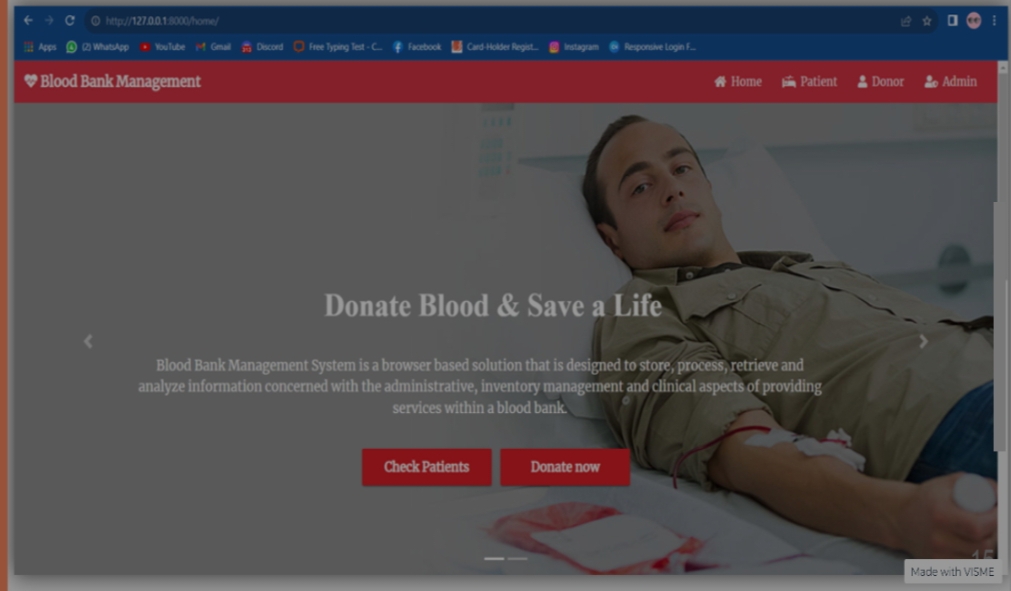 http://127.0.0.1:8000/home/
Apps (2) WhatsApp YouTube Gmail Discord Free Typing Test - C... Facebook Card-Holder Regist... Instagram Responsive Login F...
Blood Bank Management Home Patient Donor Admin
Donate Blood & Save a Life
Blood Bank Management System is a browser based solution that is designed to store, process, retrieve and
analyze information concerned with the administrative, inventory management and clinical aspects of providing
services within a blood bank.
Check Patients Donate now
15
Made with VISME